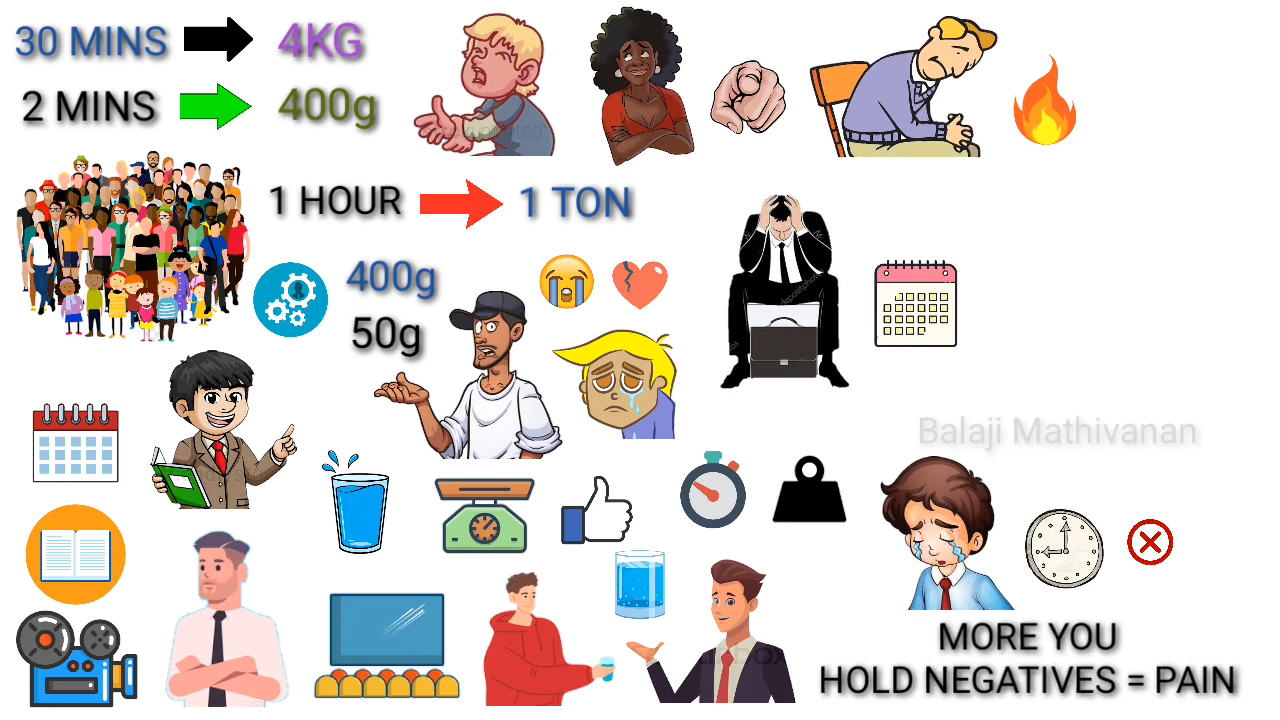 30 MINS 4KG
2 MINS 400g
1 HOUR 1 TON
400g
50g
Balaji Mathivanan
MORE YOU
HOLD NEGATIVES = PAIN